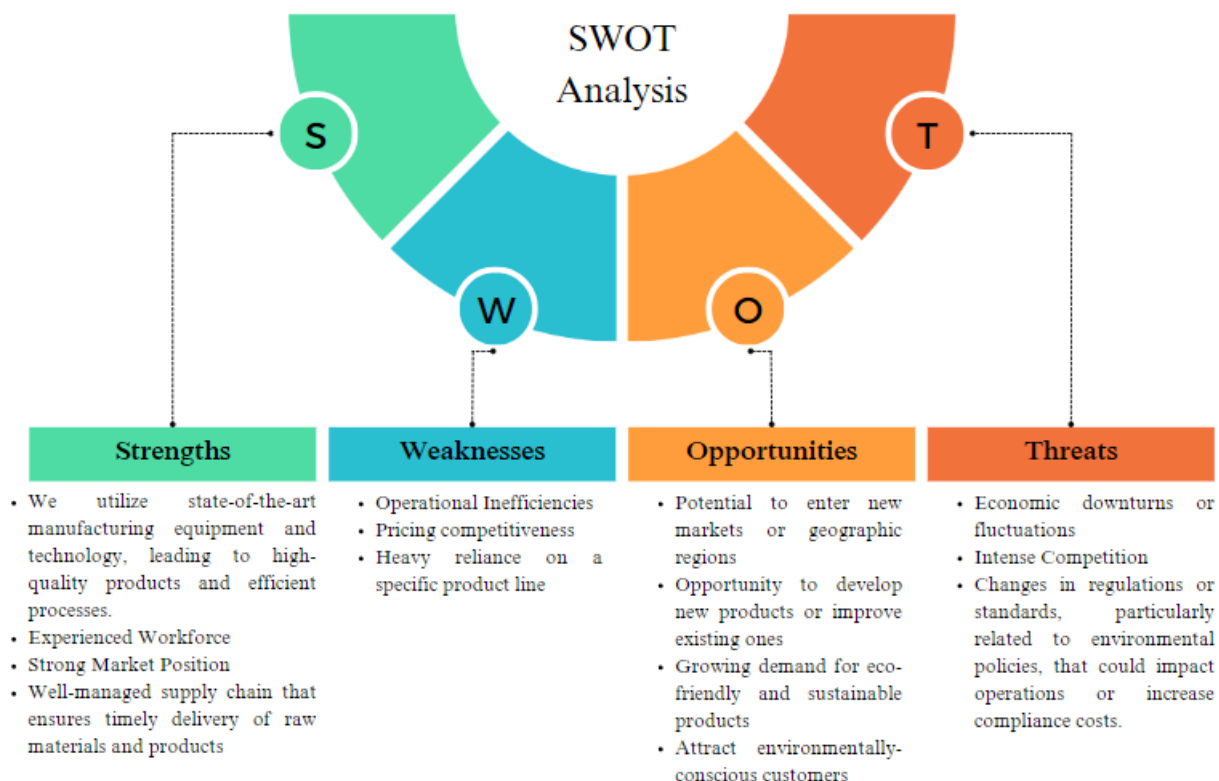 SWOT
Analysis
S
W
O
T
Strengths
• We utilize state-of-the-art
manufacturing equipment and
technology, leading to high-
quality products and efficient
processes.
• Experienced Workforce
• Strong Market Position
• Well-managed supply chain that
ensures timely delivery of raw
materials and products
Weaknesses
• Operational Inefficiencies
• Pricing competitiveness
• Heavy reliance on a
specific product line
Opportunities
• Potential to enter new
markets or geographic
regions
• Opportunity to develop
new products or improve
existing ones
• Growing demand for eco-
friendly and sustainable
products
• Attract environmentally-
conscious customers
Threats
• Economic downturns or
fluctuations
• Intense Competition
• Changes in regulations or
standards, particularly
related to environmental
policies, that could impact
operations or increase
compliance costs.